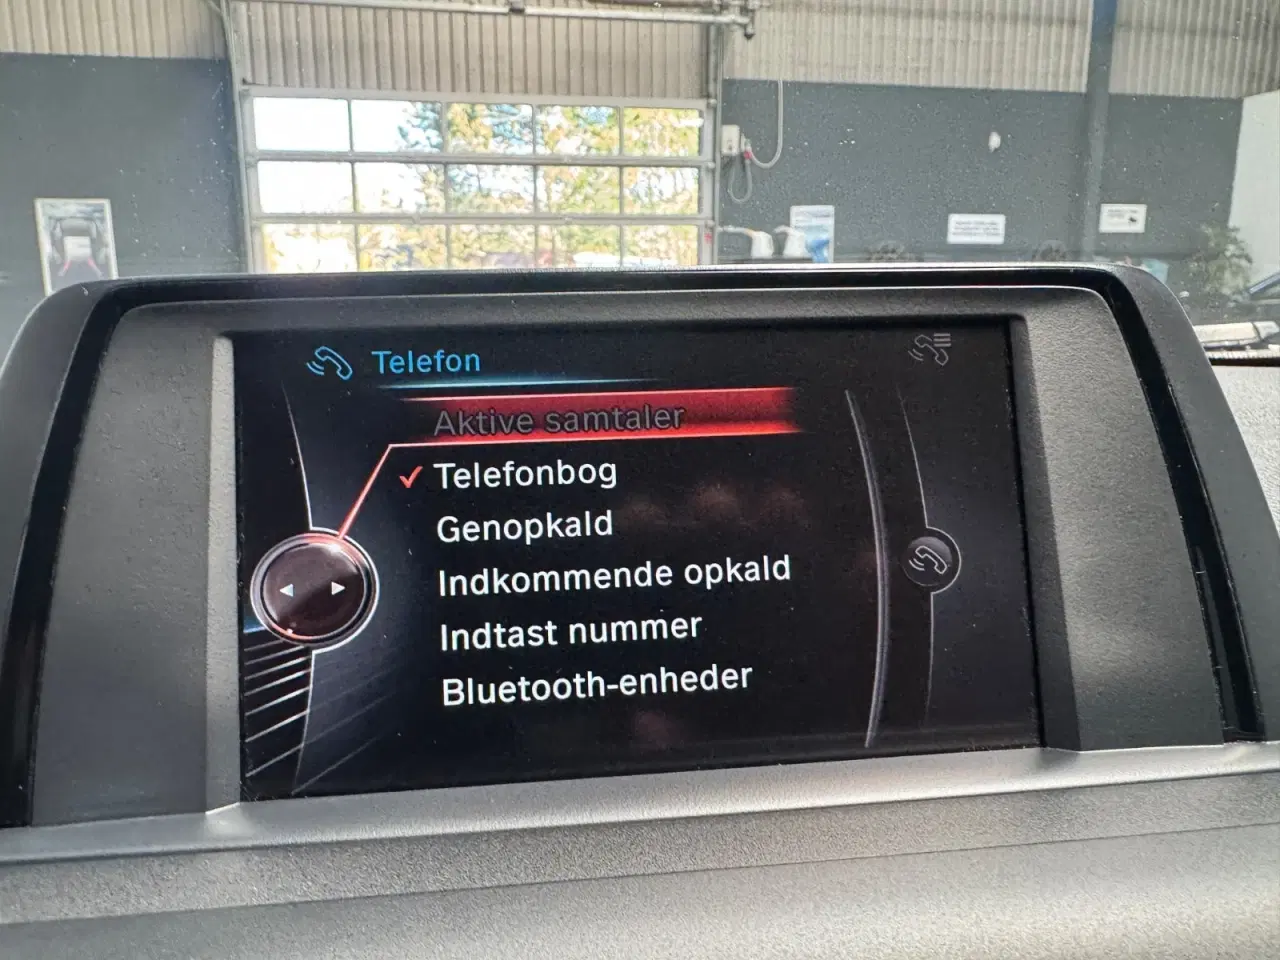 Telefon
Aktive samtaler
Telefonbog
Genopkald
Indkommende opkald
Indtast nummer
Bluetooth-enheder